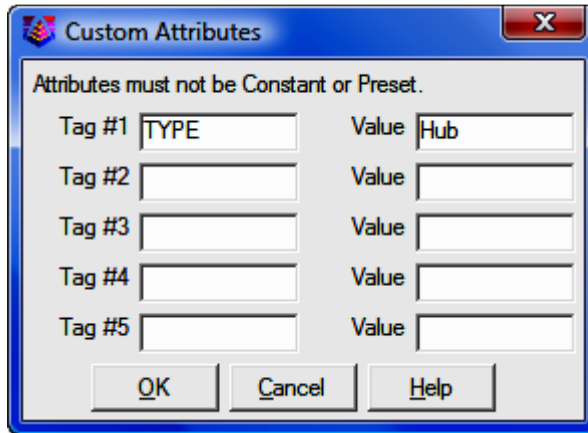 Custom Attributes
Attributes must not be Constant or Preset.
Tag #1 TYPE Value Hub
Tag #2 Value
Tag #3 Value
Tag #4 Value
Tag #5 Value
OK Cancel Help